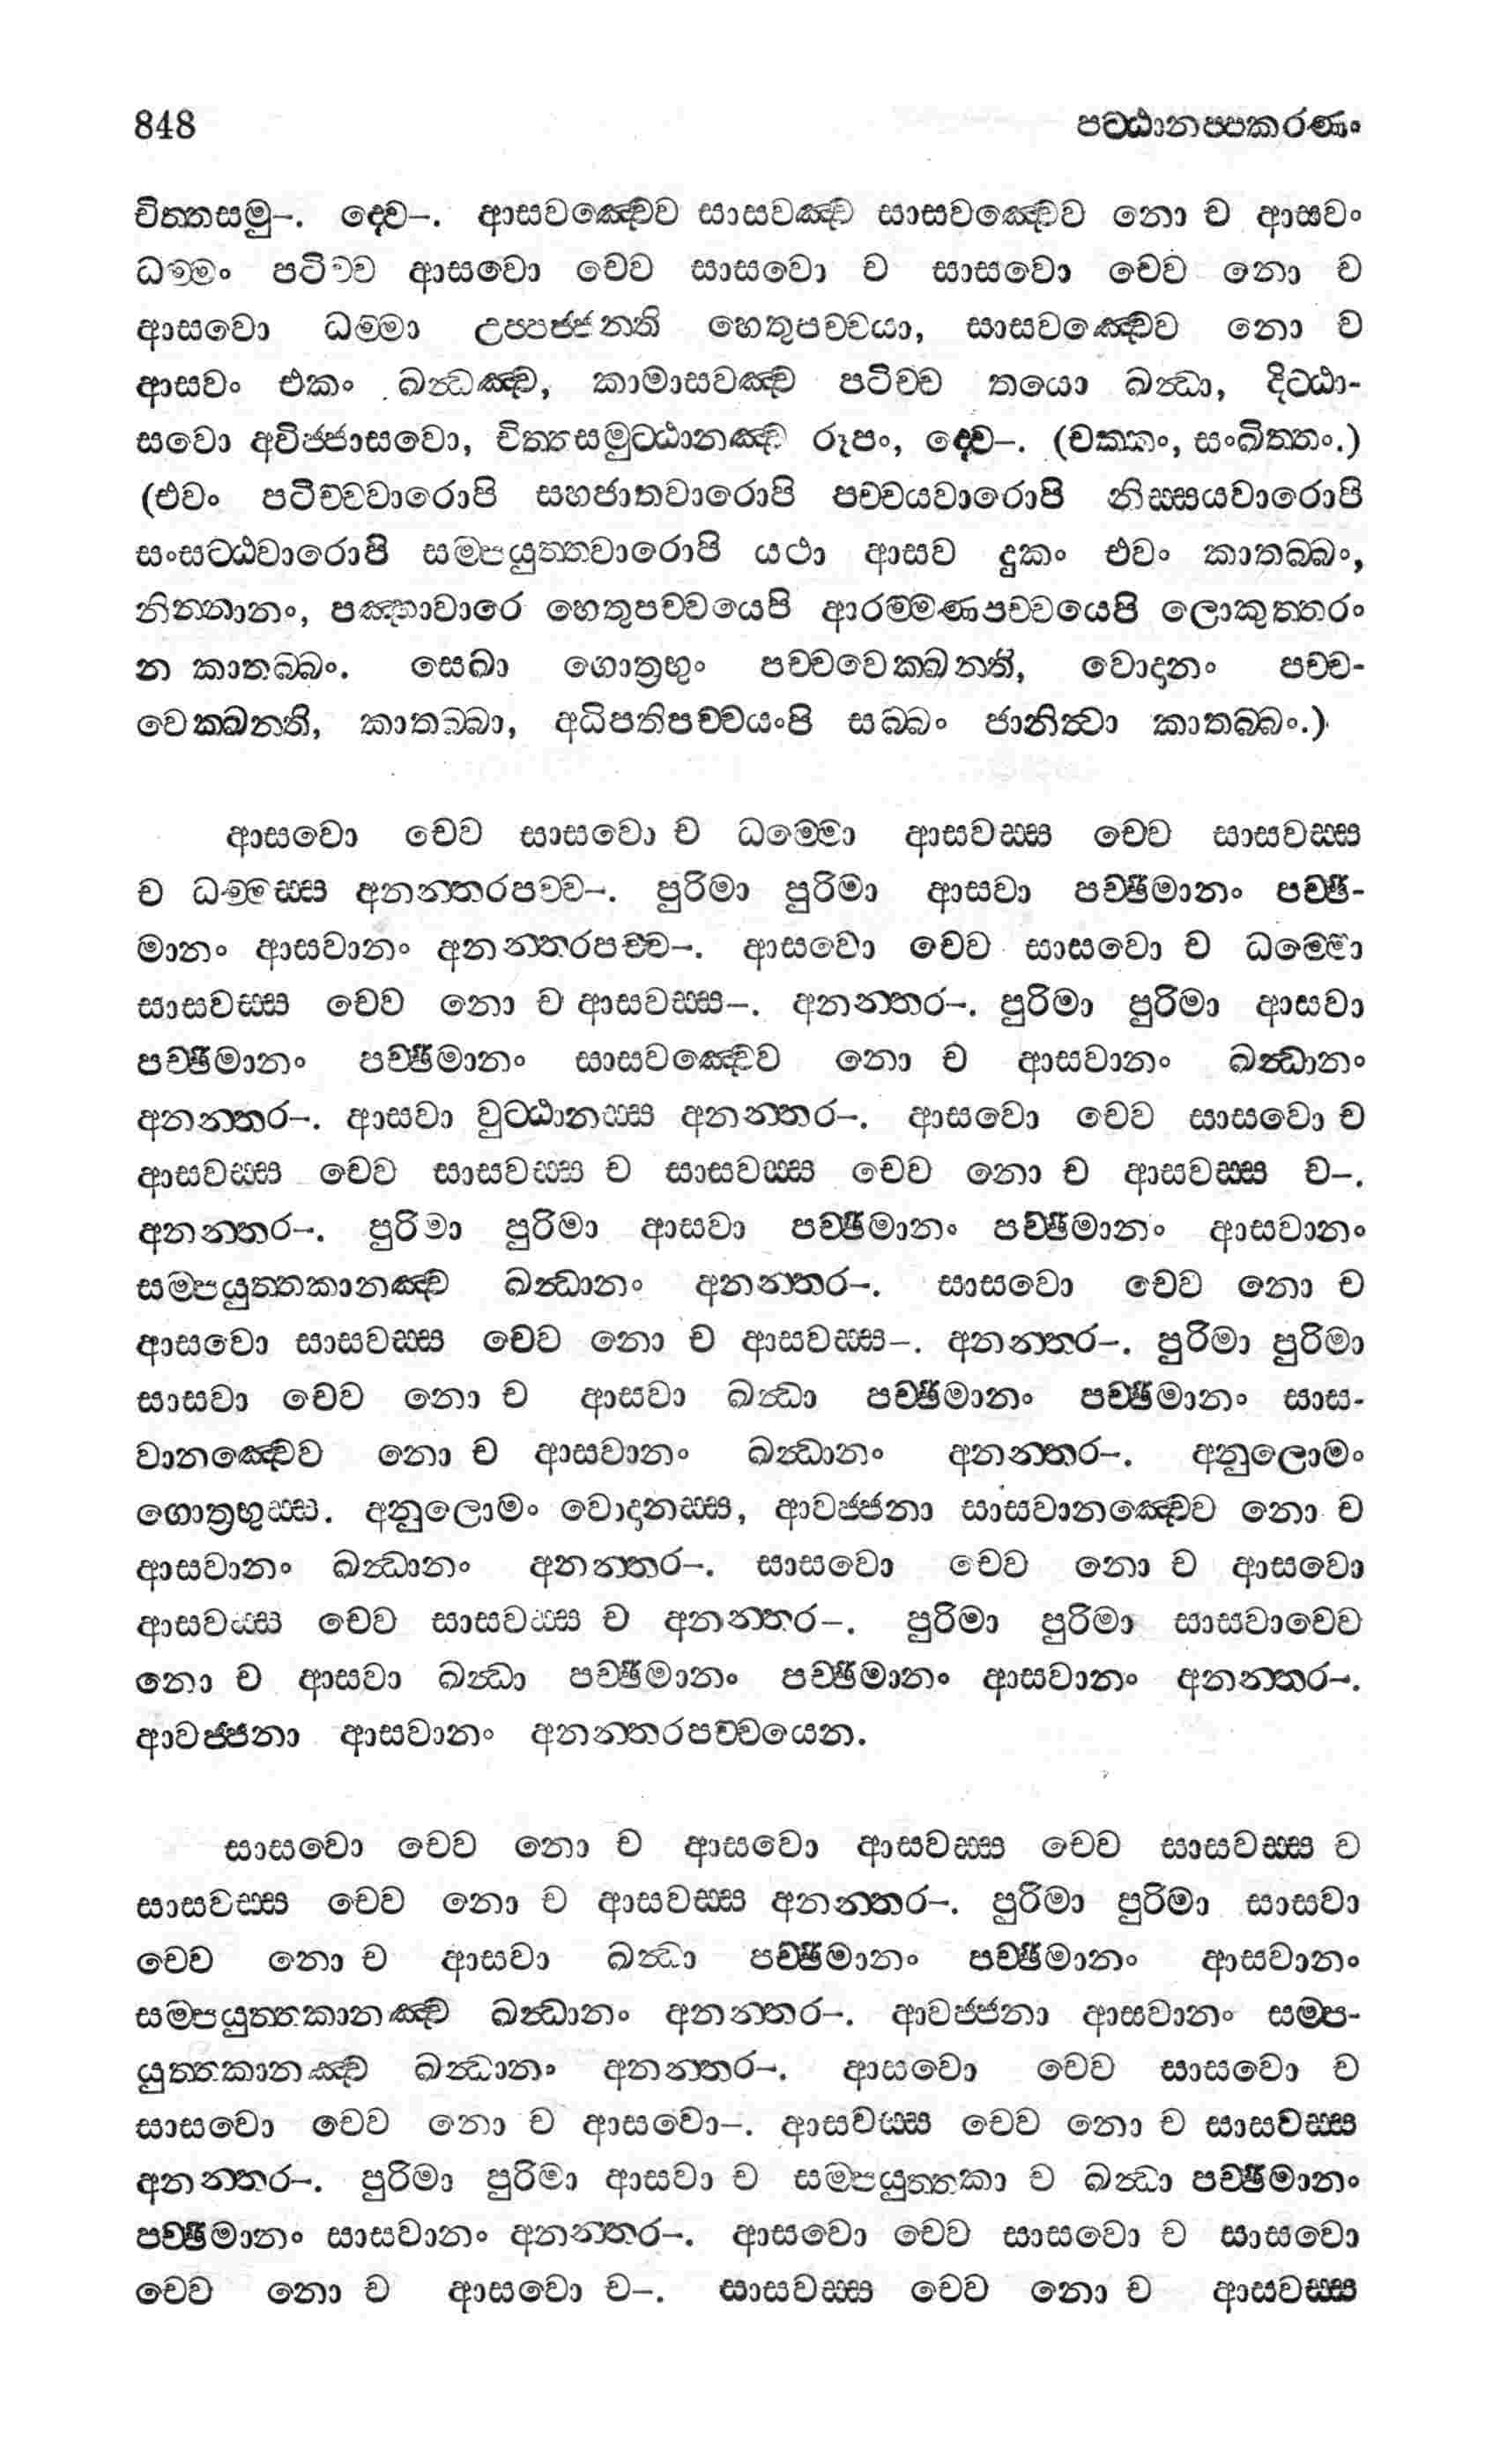 848 පට්ඨානප්පකරණං
චිත්තසමු–. ද්වෙ–. ආසවඤ්චෙව සාසවඤ්ච සාසවඤ්චෙව නො ච ආසවං
ධම්මං පටිච්ච ආසවො චෙව සාසවො ච සාසවො චෙව නො ච
ආසවො ධම්මා උප්පජ්ජන්ති හෙතුපච්චයා, සාසවඤ්චෙව නො ච
ආසවං එකං ඛන්ධඤ්ච, කාමාසවඤ්ච පටිච්ච තයො ඛන්ධා, දිට්ඨා-
සවො අවිජ්ජාසවො, චිත්තසමුට්ඨානඤ්ච රූපං, ද්වෙ–. (චක්කං, සංඛිත්තං.)
(එවං පටිච්චවාරොපි සහජාතවාරොපි පච්චයවාරොපි නිස්සයවාරොපි
සංසට්ඨවාරොපි සම්පයුත්තවාරොපි යථා ආසව දුකං එවං කාතබ්බං,
නින්නානං, පඤ්හාවාරෙ හෙතුපච්චයෙපි ආරම්මණපච්චයෙපි ලොකුත්තරං
න කාතබ්බං. සෙඛා ගොත්‍රභුං පච්චවෙක්ඛන්ති, වොදානං පච්ච-
වෙක්ඛන්ති, කාතබ්බා, අධිපතිපච්චයංපි සබ්බං ජානිත්වා කාතබ්බං.)
ආසවො චෙව සාසවො ච ධම්මො ආසවස්ස චෙව සාසවස්ස
ච ධම්මස්ස අනන්තරපච්ච–. පුරිමා පුරිමා ආසවා පච්ඡිමානං පච්ඡි-
මානං ආසවානං අනන්තරපච්ච–. ආසවො චෙව සාසවො ච ධම්මො
සාසවස්ස චෙව නො ච ආසවස්ස–. අනන්තර–. පුරිමා පුරිමා ආසවා
පච්ඡිමානං පච්ඡිමානං සාසවඤ්චෙව නො ච ආසවානං ඛන්ධානං
අනන්තර–. ආසවා වුට්ඨානස්ස අනන්තර–. ආසවො චෙව සාසවො ච
ආසවස්ස චෙව සාසවස්ස ච සාසවස්ස චෙව නො ච ආසවස්ස ච–.
අනන්තර–. පුරිමා පුරිමා ආසවා පච්ඡිමානං පච්ඡිමානං ආසවානං
සම්පයුත්තකානඤ්ච ඛන්ධානං අනන්තර–. සාසවො චෙව නො ච
ආසවො සාසවස්ස චෙව නො ච ආසවස්ස–. අනන්තර–. පුරිමා පුරිමා
සාසවා චෙව නො ච ආසවා ඛන්ධා පච්ඡිමානං පච්ඡිමානං සාස-
වානඤ්චෙව නො ච ආසවානං ඛන්ධානං අනන්තර–. අනුලොමං
ගොත්‍රභුස්ස. අනුලොමං වොදානස්ස, ආවජ්ජනා සාසවානඤ්චෙව නො ච
ආසවානං ඛන්ධානං අනන්තර–. සාසවො චෙව නො ච ආසවො
ආසවස්ස චෙව සාසවස්ස ච අනන්තර–. පුරිමා පුරිමා සාසවාචෙව
නො ච ආසවා ඛන්ධා පච්ඡිමානං පච්ඡිමානං ආසවානං අනන්තර–.
ආවජ්ජනා ආසවානං අනන්තරපච්චයෙන.
සාසවො චෙව නො ච ආසවො ආසවස්ස චෙව සාසවස්ස ච
සාසවස්ස චෙව නො ච ආසවස්ස අනන්තර–. පුරිමා පුරිමා සාසවා
චෙව නො ච ආසවා ඛන්ධා පච්ඡිමානං පච්ඡිමානං ආසවානං
සම්පයුත්තකානඤ්ච ඛන්ධානං අනන්තර–. ආවජ්ජනා ආසවානං සම්ප-
යුත්තකානඤ්ච ඛන්ධානං අනන්තර–. ආසවො චෙව සාසවො ච
සාසවො චෙව නො ච ආසවො–. ආසවස්ස චෙව නො ච සාසවස්ස
අනන්තර–. පුරිමා පුරිමා ආසවා ච සම්පයුත්තකා ච ඛන්ධා පච්ඡිමානං
පච්ඡිමානං සාසවානං අනන්තර–. ආසවො චෙව සාසවො ච සාසවො
චෙව නො ච ආසවො ච–. සාසවස්ස චෙව නො ච ආසවස්ස